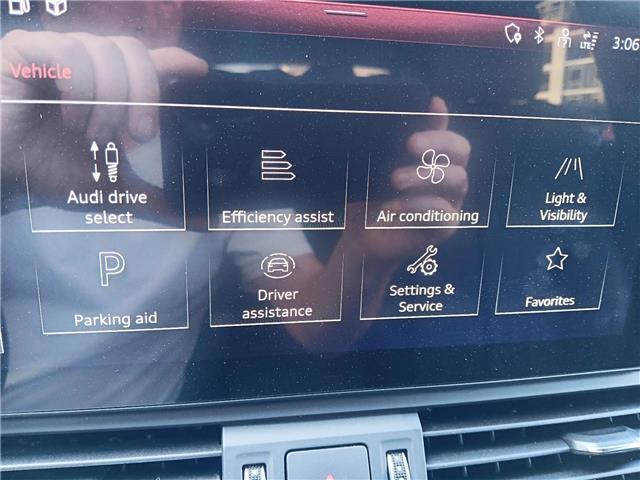 LTE
3:06
Vehicle
Audi drive
select
Efficiency assist
Air conditioning
Light &
Visibility
P
Parking aid
Driver
assistance
Settings &
Service
Favorites